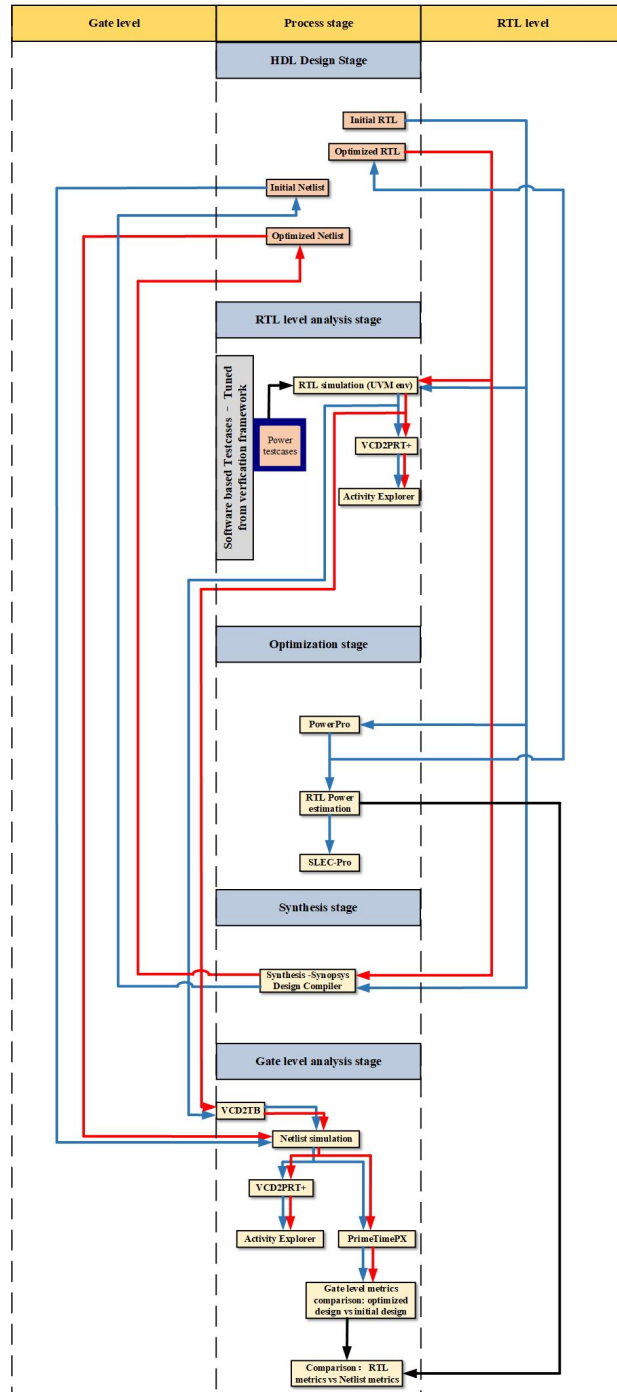 Gate level
Process stage
RTL level
HDL Design Stage
Initial RTL
Optimized RTL
Initial Netlist
Optimized Netlist
RTL level analysis stage
Software based Testcases – Tuned
from verfication framework
RTL simulation (UVM env)
Power
testcases
VCD2PRT+
Activity Explorer
Optimization stage
PowerPro
RTL Power
estimation
SLEC-Pro
Synthesis stage
Synthesis -Synopsys
Design Compiler
Gate level analysis stage
VCD2TB
Netlist simulation
VCD2PRT+
Activity Explorer
PrimeTimePX
Gate level metrics
comparison: optimized
design vs initial design
Comparison： RTL
metrics vs Netlist metrics